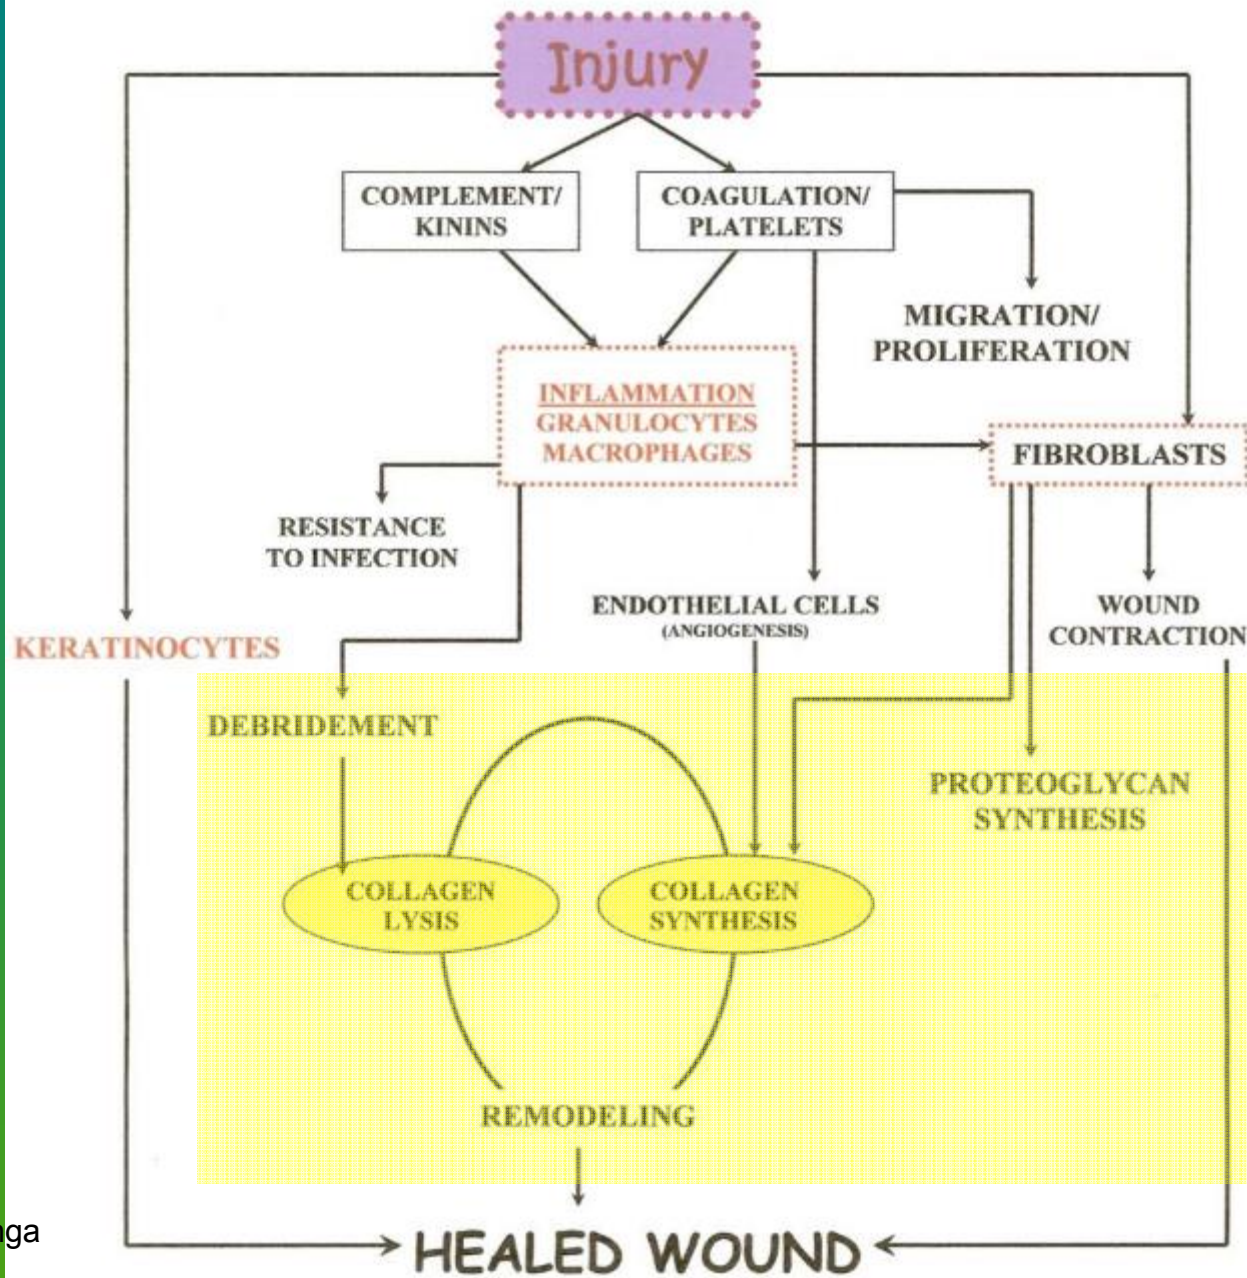 Injury
COMPLEMENT/
KININS
COAGULATION/
PLATELETS
MIGRATION/
PROLIFERATION
INFLAMMATION
GRANULOCYTES
MACROPHAGES
FIBROBLASTS
RESISTANCE
TO INFECTION
ENDOTHELIAL CELLS
(ANGIOGENESIS)
WOUND
CONTRACTION
KERATINOCYTES
DEBRIDEMENT
PROTEOGLYCAN
SYNTHESIS
COLLAGEN
LYSIS
COLLAGEN
SYNTHESIS
REMODELING
HEALED WOUND